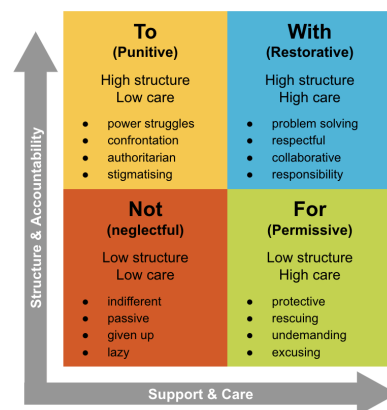 To
(Punitive)
High structure
Low care
● power struggles
● confrontation
● authoritarian
● stigmatising
With
(Restorative)
High structure
High care
● problem solving
● respectful
● collaborative
● responsibility
Not
(neglectful)
Low structure
Low care
● indifferent
● passive
● given up
● lazy
For
(Permissive)
Low structure
High care
● protective
● rescuing
● undemanding
● excusing
Structure & Accountability
Support & Care